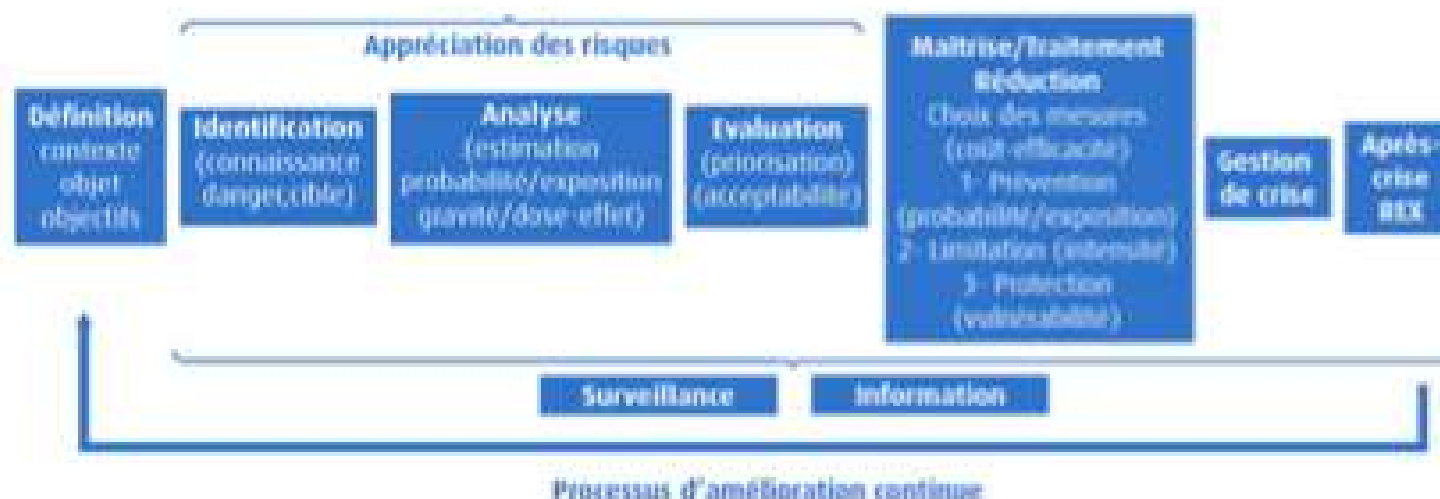 Appréciation des risques
Définition
contexte
objet
objectifs
Identification
(connaissance
danger,cible)
Analyse
(estimation
probabilité/exposition
gravité/dose-effet)
Evaluation
(priorisation)
(acceptabilité)
Maîtrise/Traitement
Réduction
Choix des mesures
(coût-efficacité)
1- Prévention
(probabilité/exposition)
2- Limitation (intensité)
3- Protection
(vulnérabilité)
Gestion
de crise
Après-
crise
REX
Surveillance
Information
Processus d'amélioration continue